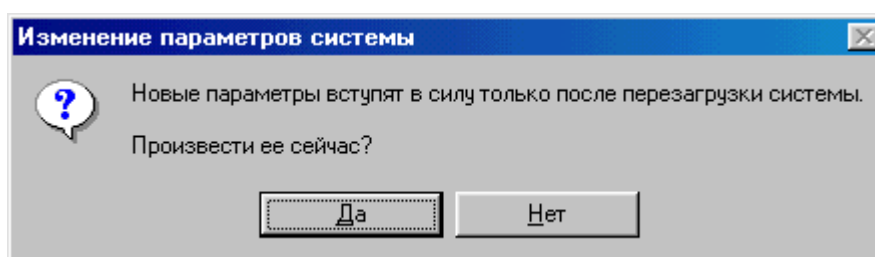 Изменение параметров системы
Новые параметры вступят в силу только после перезагрузки системы.
Произвести ее сейчас?
Да Нет